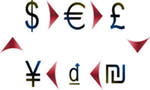 $ € £
¥ ₫ ₪